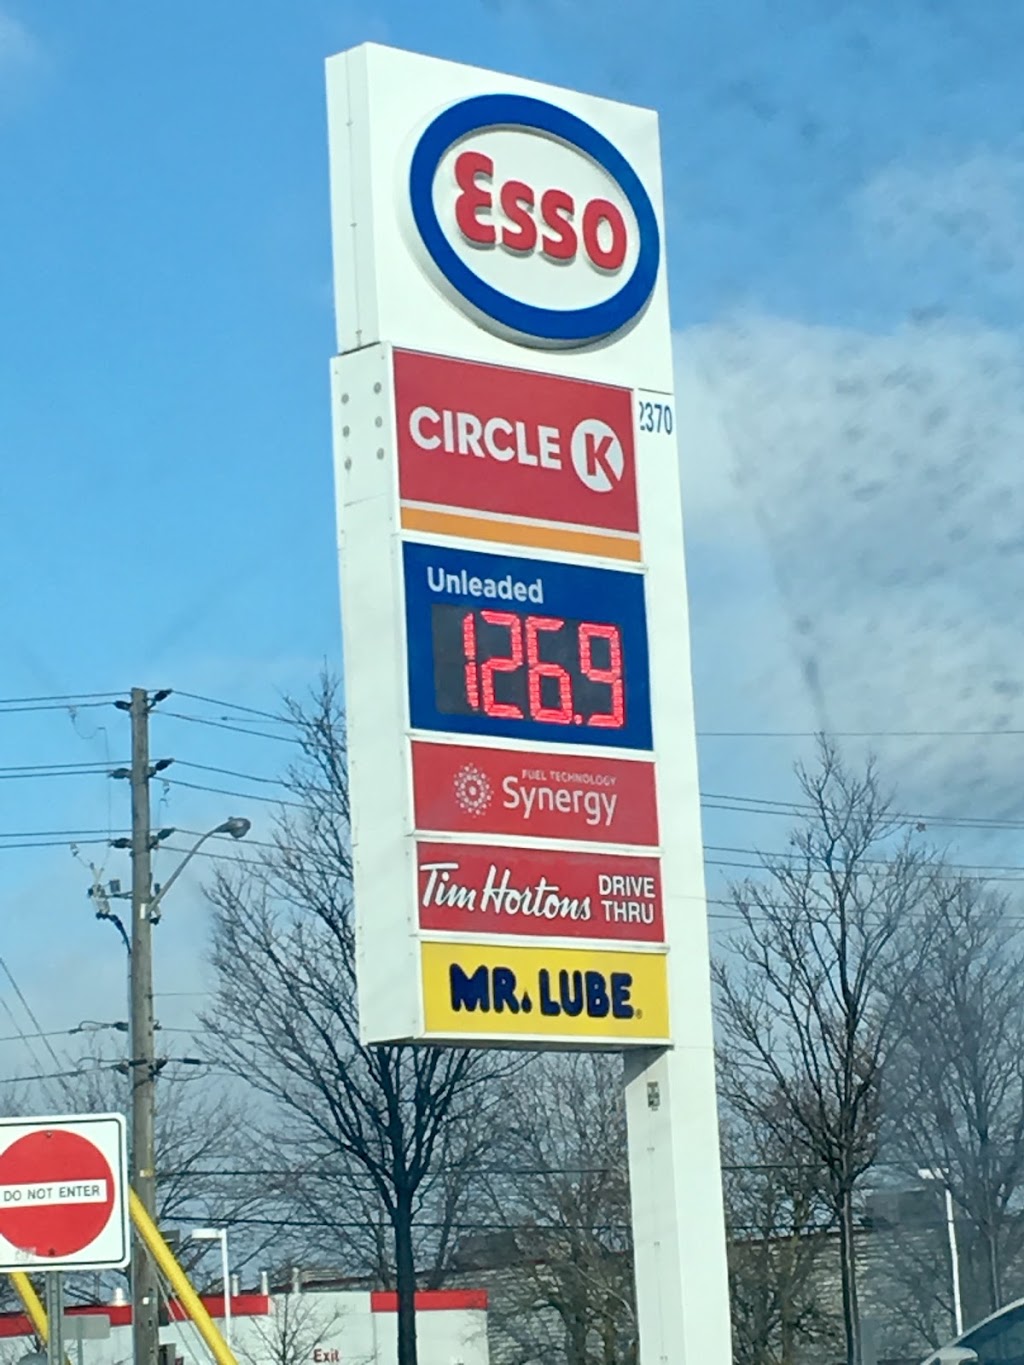 Esso
CIRCLE K
2370
Unleaded
126.9
FUEL TECHNOLOGY
Synergy
Tim Hortons
DRIVE
THRU
MR. LUBE
DO NOT ENTER
Exit